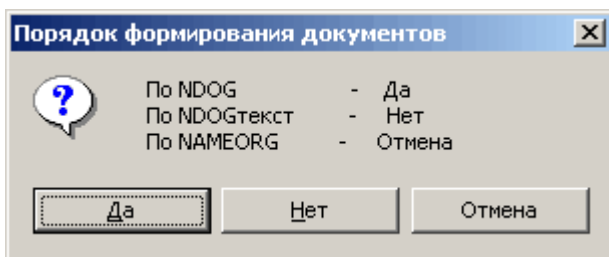 Порядок формирования документов
По NDOG - Да
По NDOGтекст - Нет
По NAMEORG - Отмена
Да Нет Отмена